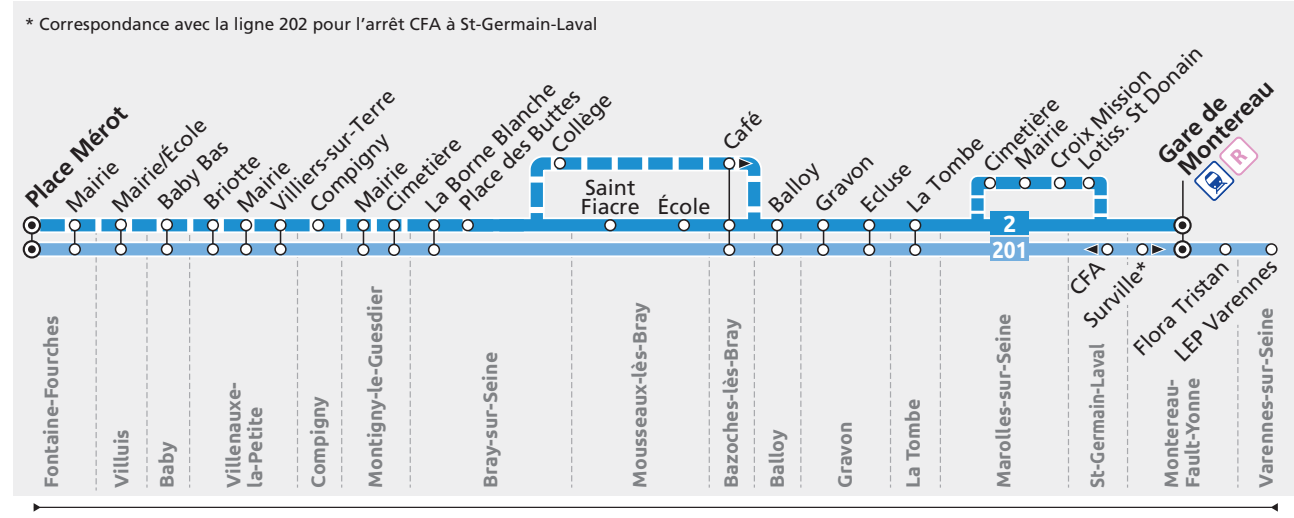 * Correspondance avec la ligne 202 pour l'arrêt CFA à St-Germain-Laval
Place Mérot
Mairie
Mairie/École
Baby Bas
Briotte
Mairie
Villiers-sur-Terre
Compigny
Mairie
Cimetière
La Borne Blanche
Place des Buttes
Collège
Saint
Fiacre
École
Café
Balloy
Gravon
Ecluse
La Tombe
Cimetière
Mairie
Croix Mission
Lotiss. St Donain
Gare de
Montereau
R
2
201
CFA
Surville*
Flora Tristan
LEP Varennes
Fontaine-Fourches
Villuis
Baby
Villenauxe-
la-Petite
Compigny
Montigny-le-Guesdier
Bray-sur-Seine
Mousseaux-lès-Bray
Bazoches-lès-Bray
Balloy
Gravon
La Tombe
Marolles-sur-Seine
St-Germain-Laval
Montereau-
Fault-Yonne
Varennes-sur-Seine